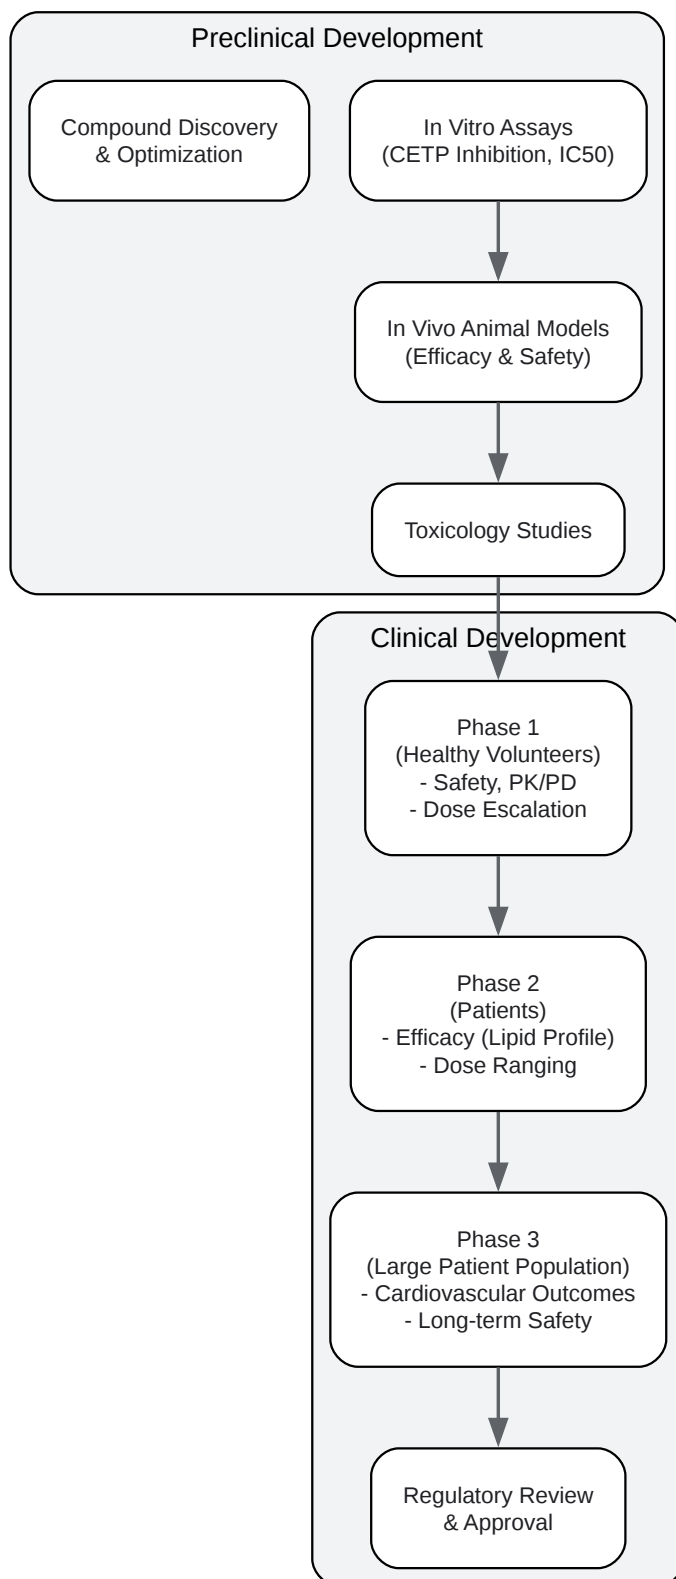 Preclinical Development
Compound Discovery
& Optimization
In Vitro Assays
(CETP Inhibition, IC50)
In Vivo Animal Models
(Efficacy & Safety)
Toxicology Studies
Clinical Development
Phase 1
(Healthy Volunteers)
- Safety, PK/PD
- Dose Escalation
Phase 2
(Patients)
- Efficacy (Lipid Profile)
- Dose Ranging
Phase 3
(Large Patient Population)
- Cardiovascular Outcomes
- Long-term Safety
Regulatory Review
& Approval